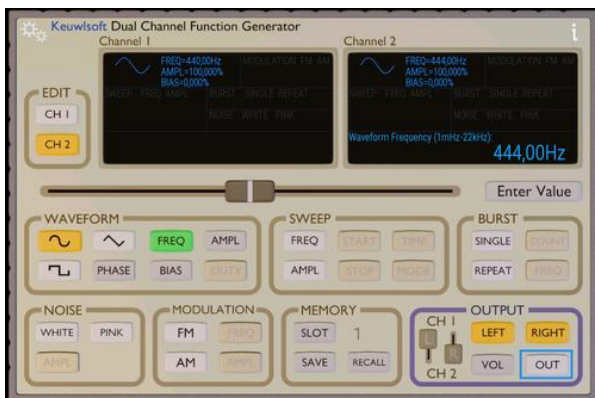 Keuwlsoft Dual Channel Function Generator
i
Channel 1
Channel 2
FREQ=440,00Hz
AMPL=100,000%
BIAS=0,000%
MODULATION FM AM
SWEEP FREQ AMPL
BURST SINGLE REPEAT
NOISE WHITE PINK
FREQ=444,00Hz
AMPL=100,000%
BIAS=0,000%
MODULATION FM AM
SWEEP FREQ AMPL
BURST SINGLE REPEAT
NOISE WHITE PINK
Waveform Frequency (1mHz-22kHz):
444,00Hz
EDIT
CH 1
CH 2
Enter Value
WAVEFORM
FREQ
AMPL
PHASE
BIAS
DUTY
SWEEP
FREQ
START
TIME
AMPL
STOP
MODE
BURST
SINGLE
COUNT
REPEAT
FREQ
NOISE
WHITE
PINK
AMPL
MODULATION
FM
FREQ
AM
AMPL
MEMORY
SLOT
1
SAVE
RECALL
OUTPUT
CH 1
L
R
CH 2
LEFT
RIGHT
VOL
OUT